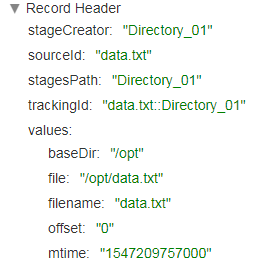 Record Header
stageCreator: "Directory_01"
sourceId: "data.txt"
stagesPath: "Directory_01"
trackingId: "data.txt::Directory_01"
values:
baseDir: "/opt"
file: "/opt/data.txt"
filename: "data.txt"
offset: "0"
mtime: "1547209757000"